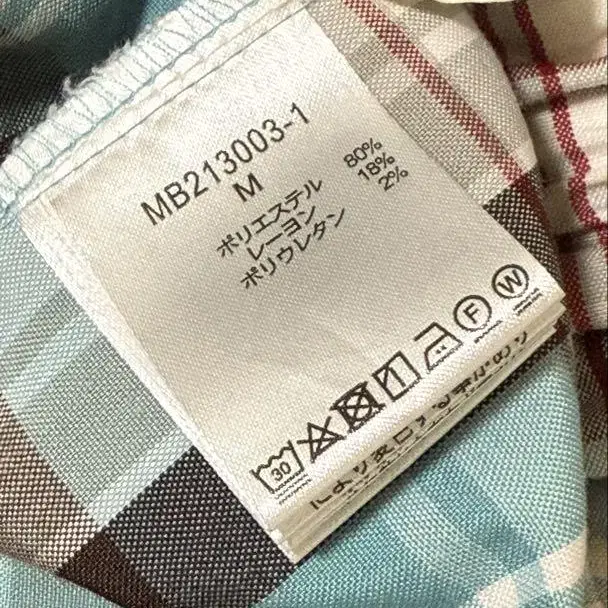 MB213003-1
M
ポリエステル 80%
レーヨン 18%
ポリウレタン 2%
30 F W